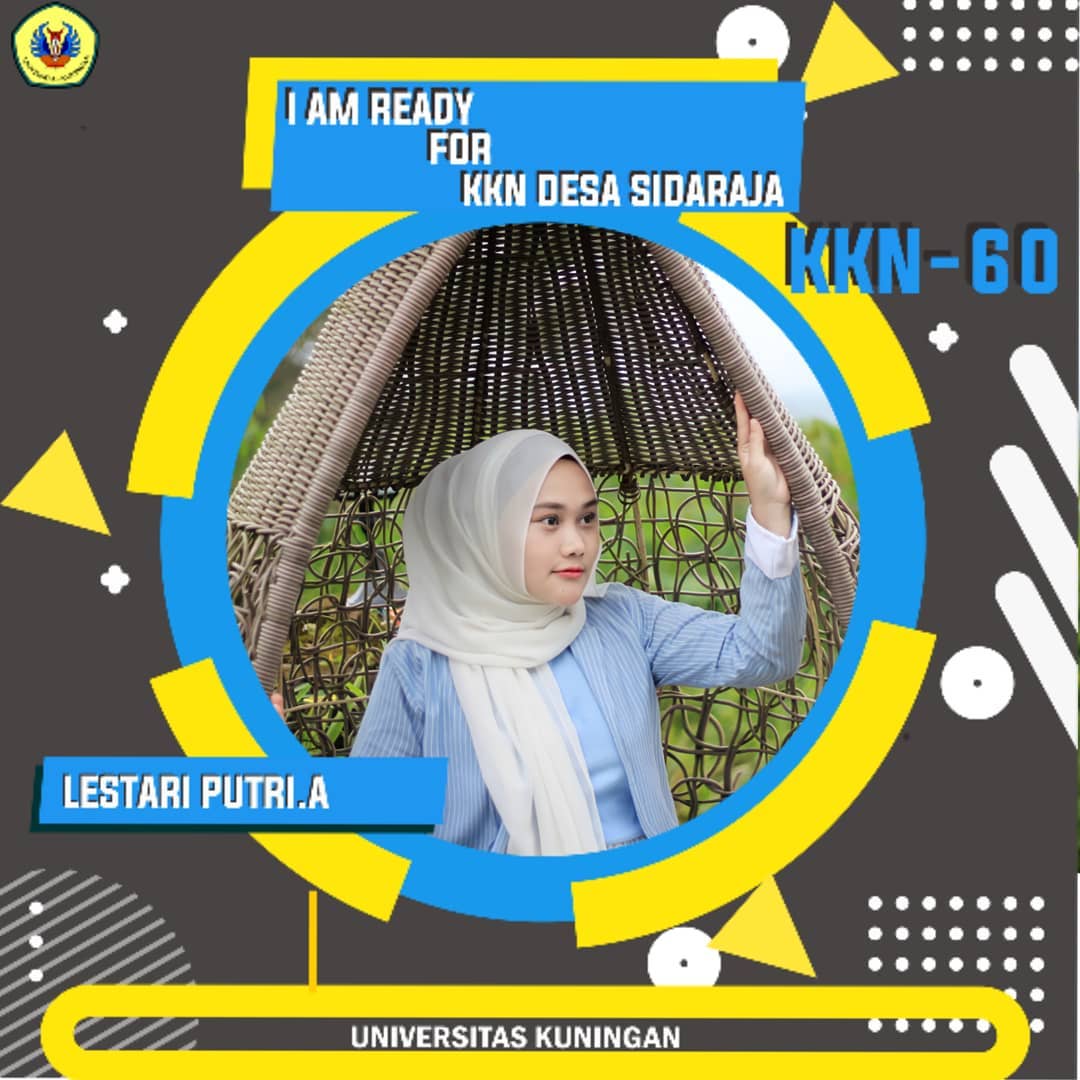 I AM READY
FOR
KKN DESA SIDARAJA
KKN-60
LESTARI PUTRI.A
UNIVERSITAS KUNINGAN